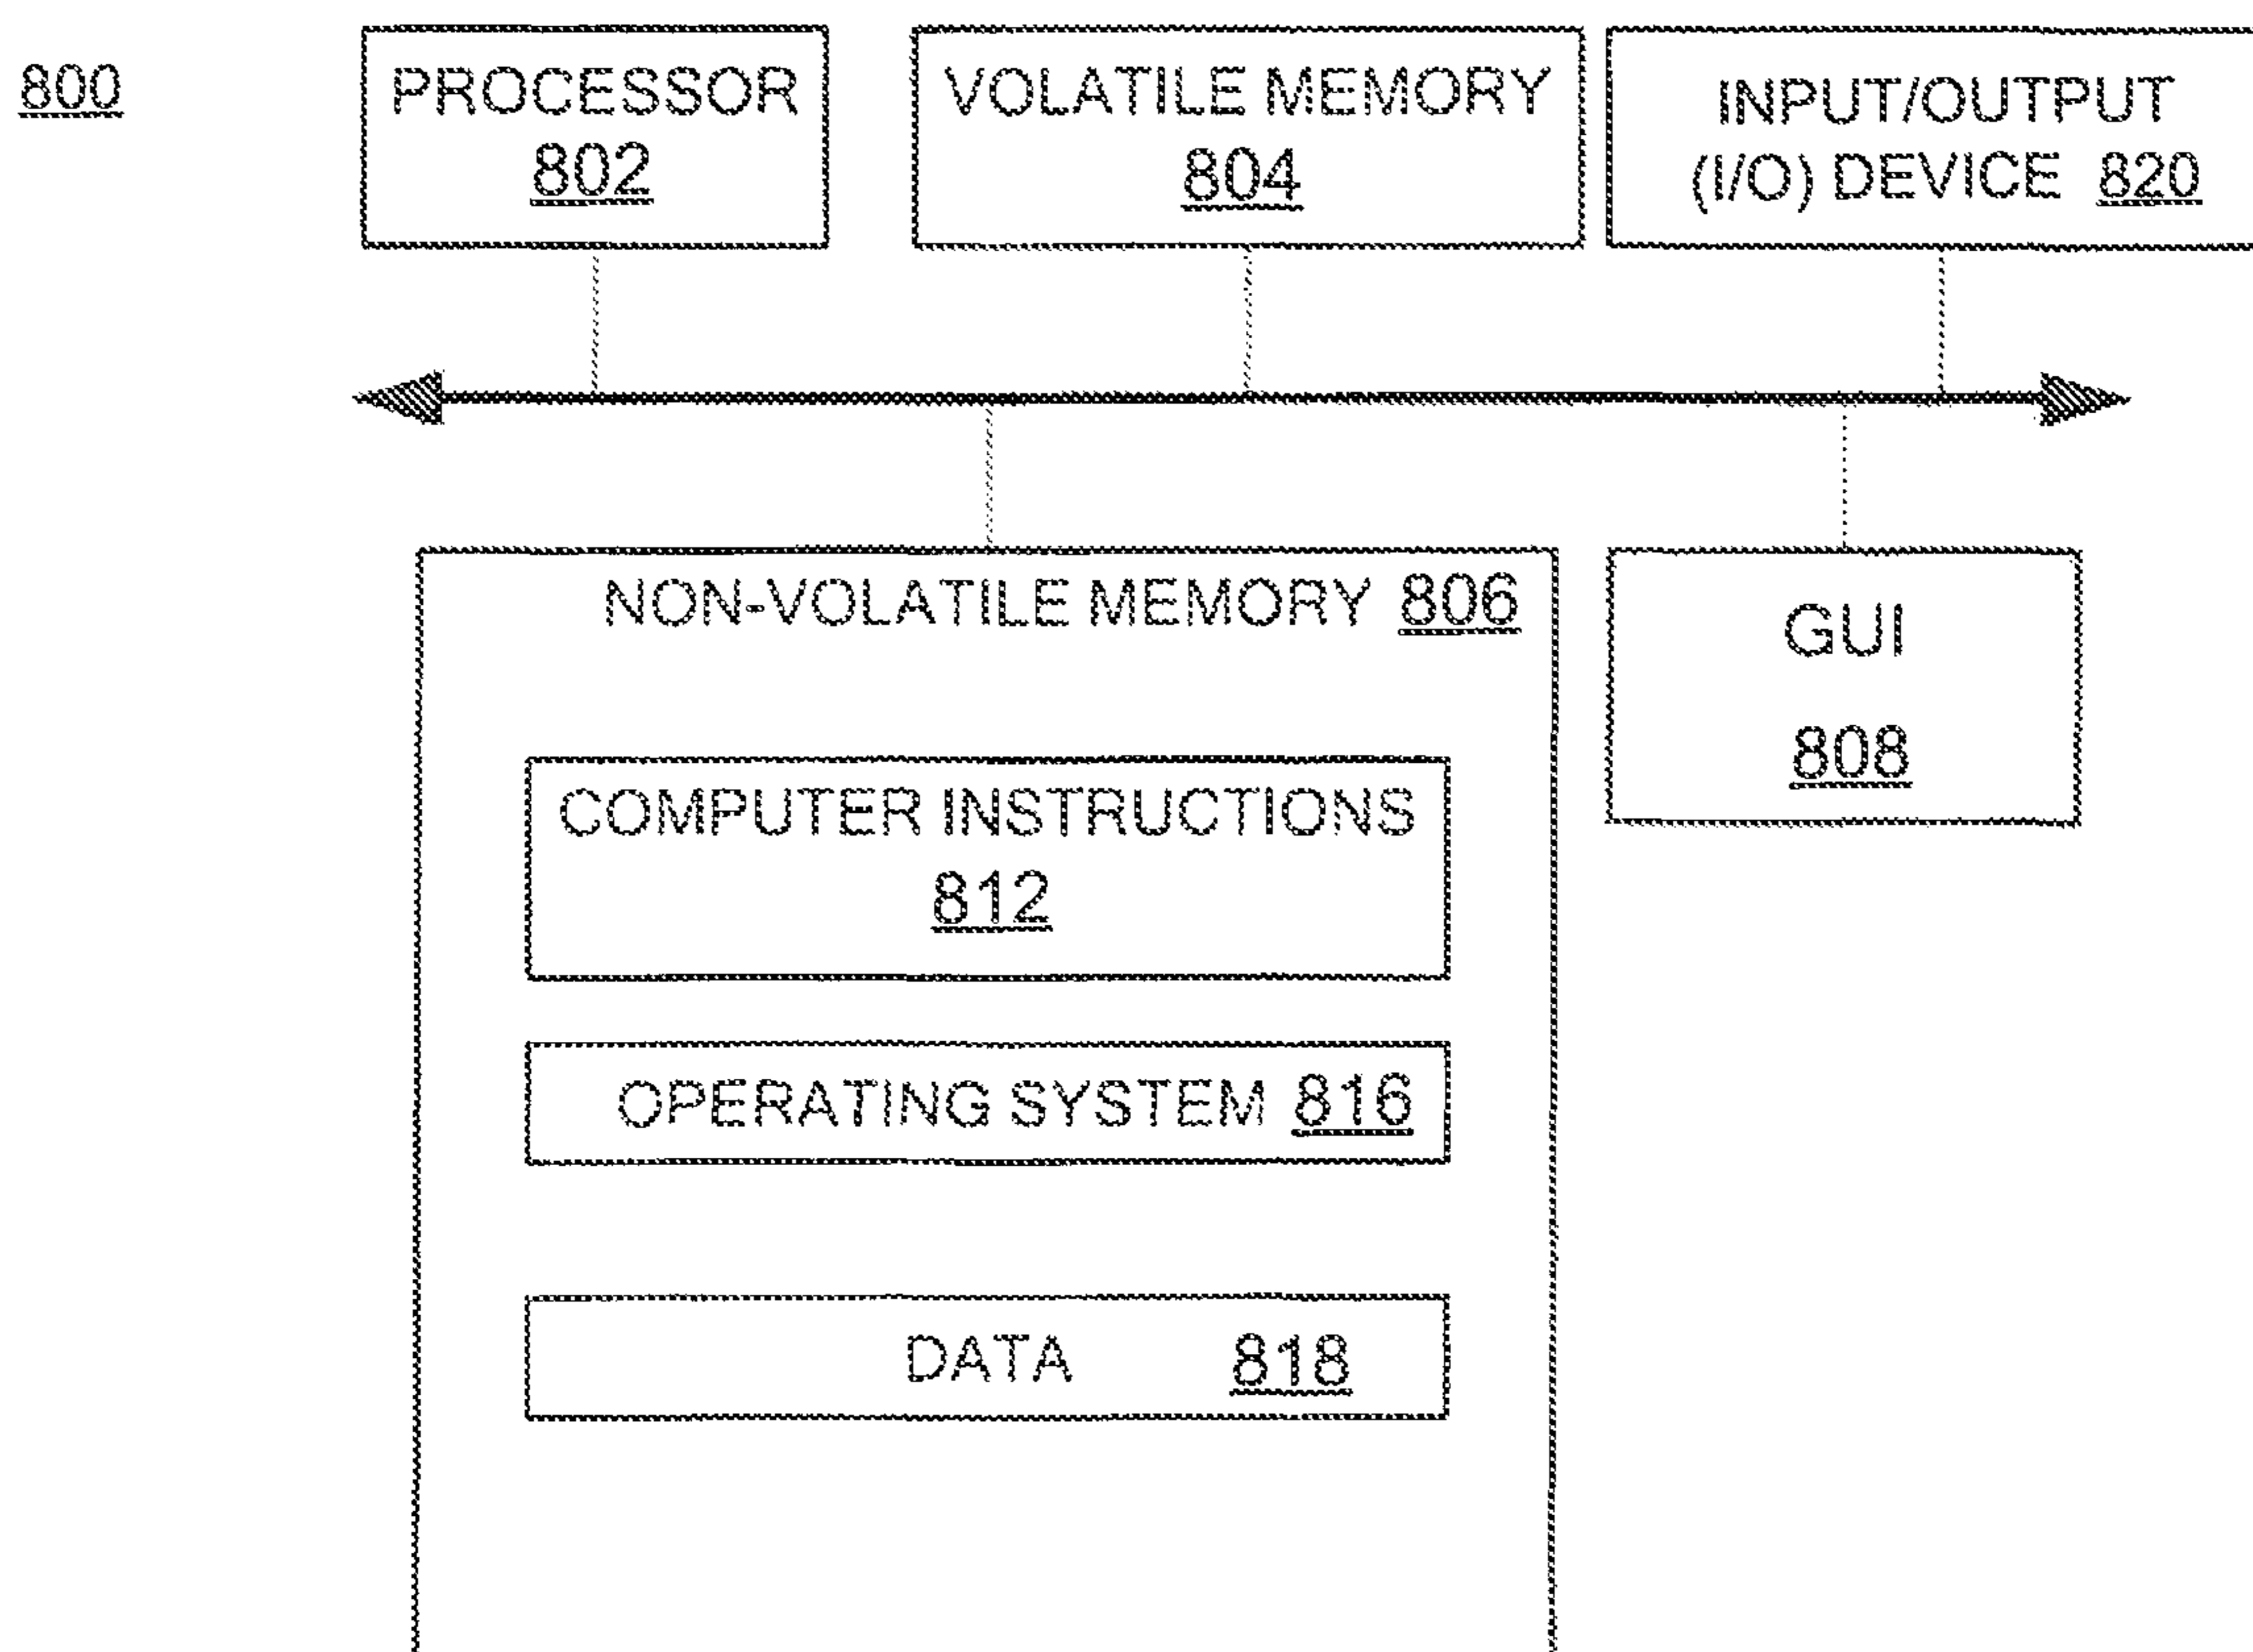 800
PROCESSOR
802
VOLATILE MEMORY
804
INPUT/OUTPUT
(I/O) DEVICE 820
NON-VOLATILE MEMORY 806
COMPUTER INSTRUCTIONS
812
OPERATING SYSTEM 816
DATA 818
GUI
808